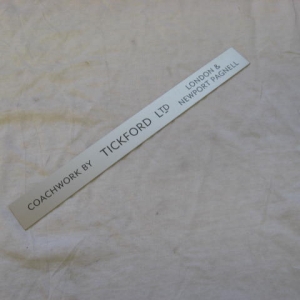 COACHWORK BY TICKFORD LTD LONDON &
NEWPORT PAGNELL